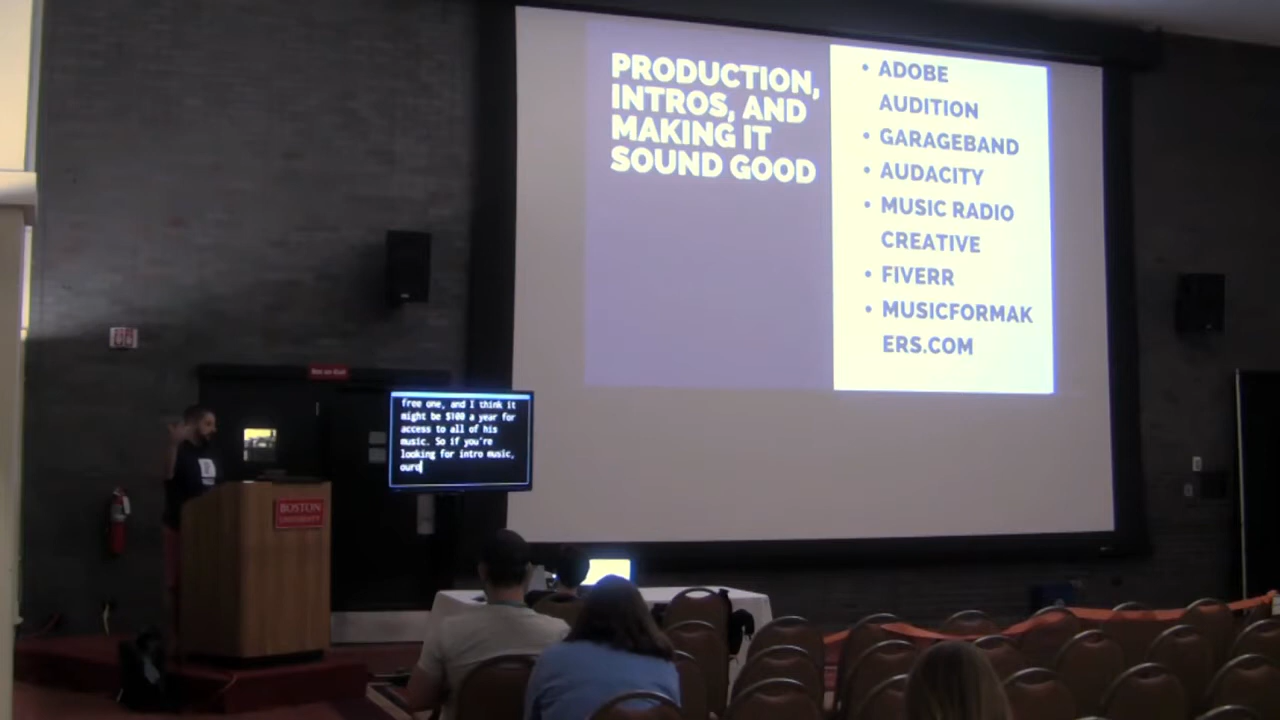 PRODUCTION,
INTROS, AND
MAKING IT
SOUND GOOD
• ADOBE
AUDITION
• GARAGEBAND
• AUDACITY
• MUSIC RADIO
CREATIVE
• FIVERR
• MUSICFORMAK
ERS.COM
free one, and I think it
might be $100 a year for
access to all of his
music. So if you're
looking for intro music,
ourd
BOSTON
UNIVERSITY